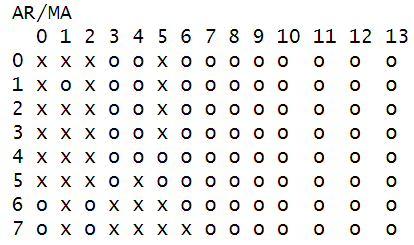 AR/MA
0 1 2 3 4 5 6 7 8 9 10 11 12 13
0 x x x o o x o o o o o o o o
1 x o x o o x o o o o o o o o
2 x x x o o x o o o o o o o o
3 x x x o o x o o o o o o o o
4 x x x o o o o o o o o o o o
5 x x x o x o o o o o o o o o
6 o x o x x x o o o o o o o o
7 o x o x x x x o o o o o o o